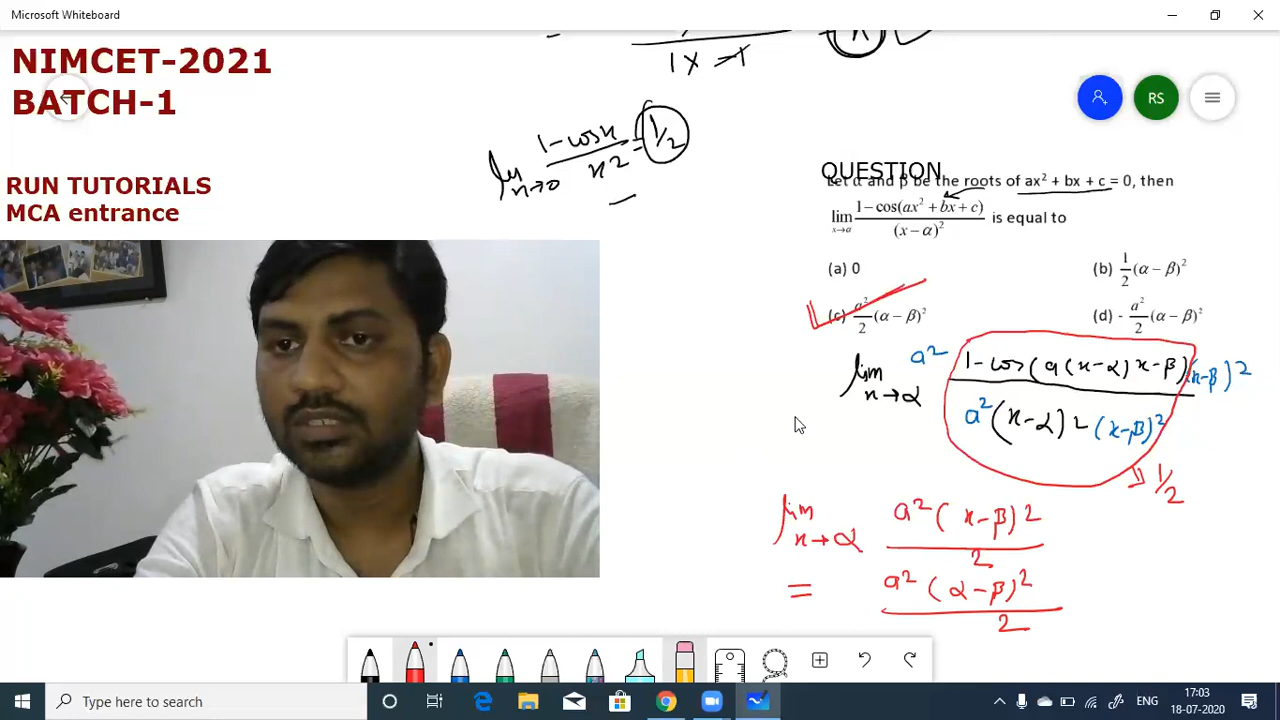 Microsoft Whiteboard
NIMCET-2021
BATCH-1
RUN TUTORIALS
MCA entrance
lim x→0 1-cosx / x² = 1/2
RS
QUESTION
Let α and β be the roots of ax² + bx + c = 0, then
lim x→α 1-cos(ax² + bx + c) / (x-α)² is equal to
(a) 0
(b) 1/2 (α-β)²
(c) a²/2 (α-β)²
(d) - a²/2 (α-β)²
lim x→α a² 1-cos(a(x-α)x-β)(x-β)² / a²(x-α)²(x-β)²
⇒ 1/2
lim x→α a²(x-β)² / 2
= a²(α-β)² / 2
Type here to search
ENG
17:03
18-07-2020